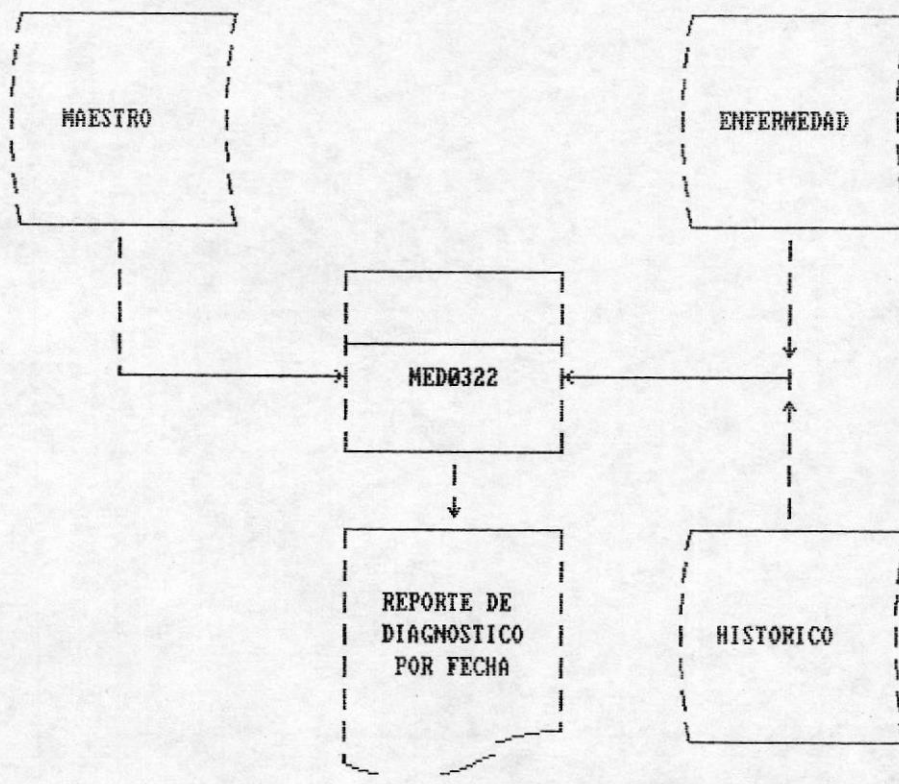 MAESTRO
ENFERMEDAD
MED0322
REPORTE DE
DIAGNOSTICO
POR FECHA
HISTORICO